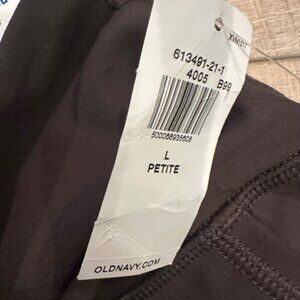 613491-21-1
4005 B99
L
PETITE
OLDNAVY.COM